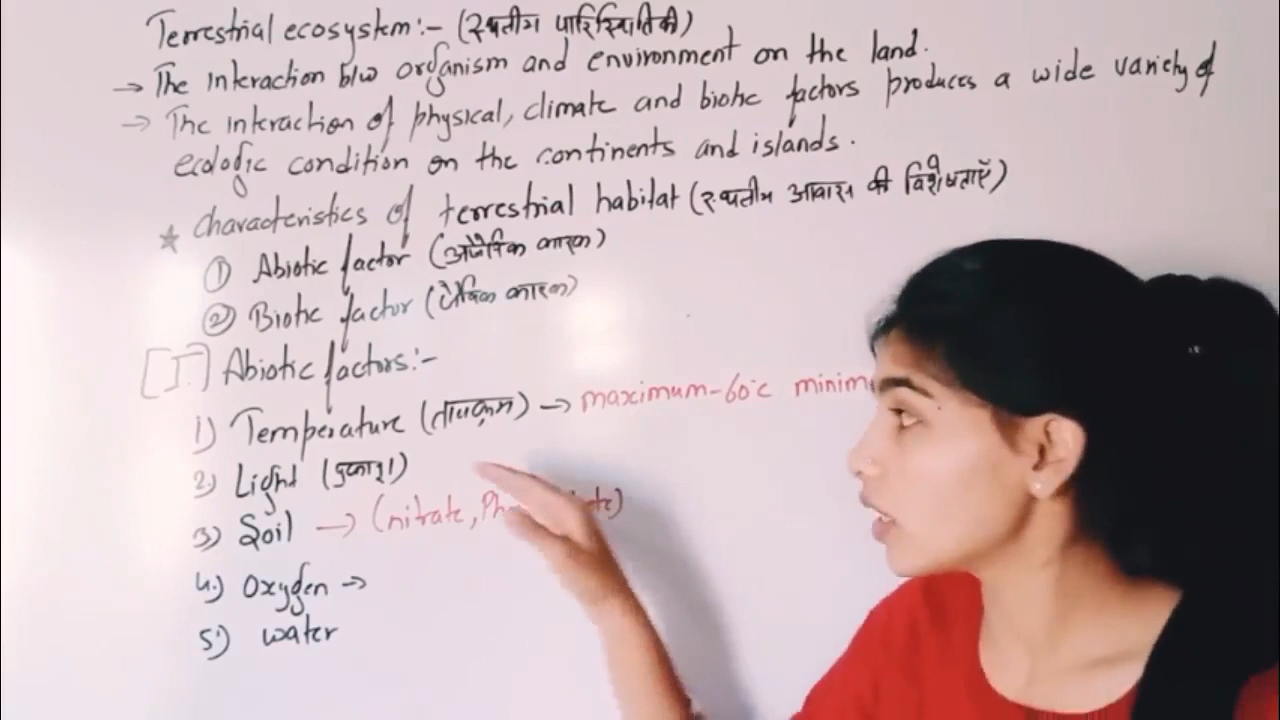 Terrestrial ecosystem:- (स्थलीय पारिस्थितिकी)
→ The interaction b/w organism and environment on the land.
→ The interaction of physical, climate and biotic factors produces a wide variety of
ecologic condition on the continents and islands.
☆ Characteristics of terrestrial habitat (स्थलीय आवास की विशेषताएँ)
① Abiotic factor (अजैविक कारक)
② Biotic factor (जैविक कारक)
[I.] Abiotic factors:-
1) Temperature (तापक्रम) → maximum-60°c minim
2) Light (प्रकाश)
3) Soil → (nitrate,
4.) Oxygen →
5.) water